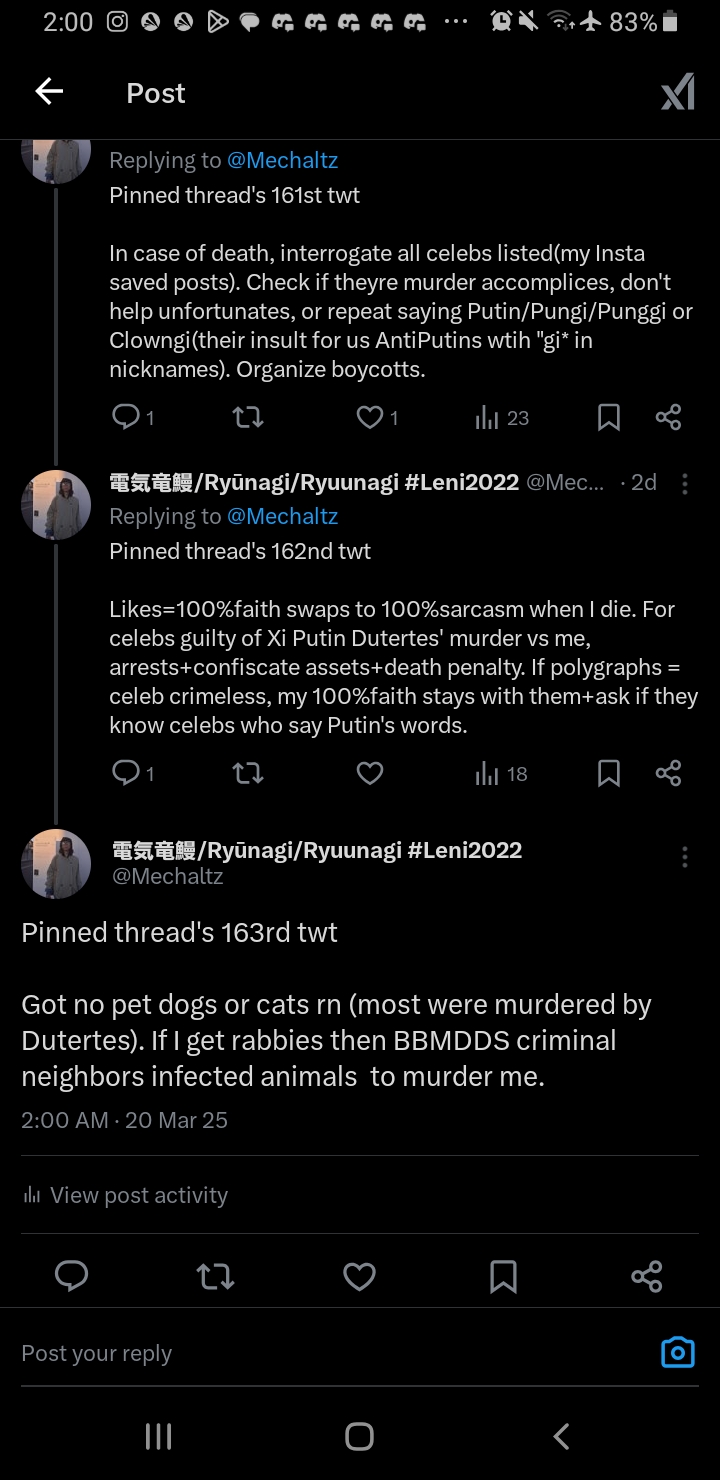 2:00 83%
Post
Replying to @Mechaltz
Pinned thread's 161st twt
In case of death, interrogate all celebs listed(my Insta
saved posts). Check if theyre murder accomplices, don't
help unfortunates, or repeat saying Putin/Pungi/Punggi or
Clowngi(their insult for us AntiPutins wtih "gi* in
nicknames). Organize boycotts.
1 1 23
電気竜鰻/Ryūnagi/Ryuunagi #Leni2022 @Mec... · 2d
Replying to @Mechaltz
Pinned thread's 162nd twt
Likes=100%faith swaps to 100%sarcasm when I die. For
celebs guilty of Xi Putin Dutertes' murder vs me,
arrests+confiscate assets+death penalty. If polygraphs =
celeb crimeless, my 100%faith stays with them+ask if they
know celebs who say Putin's words.
1 18
電気竜鰻/Ryūnagi/Ryuunagi #Leni2022
@Mechaltz
Pinned thread's 163rd twt
Got no pet dogs or cats rn (most were murdered by
Dutertes). If I get rabbies then BBMDDS criminal
neighbors infected animals  to murder me.
2:00 AM · 20 Mar 25
View post activity
Post your reply